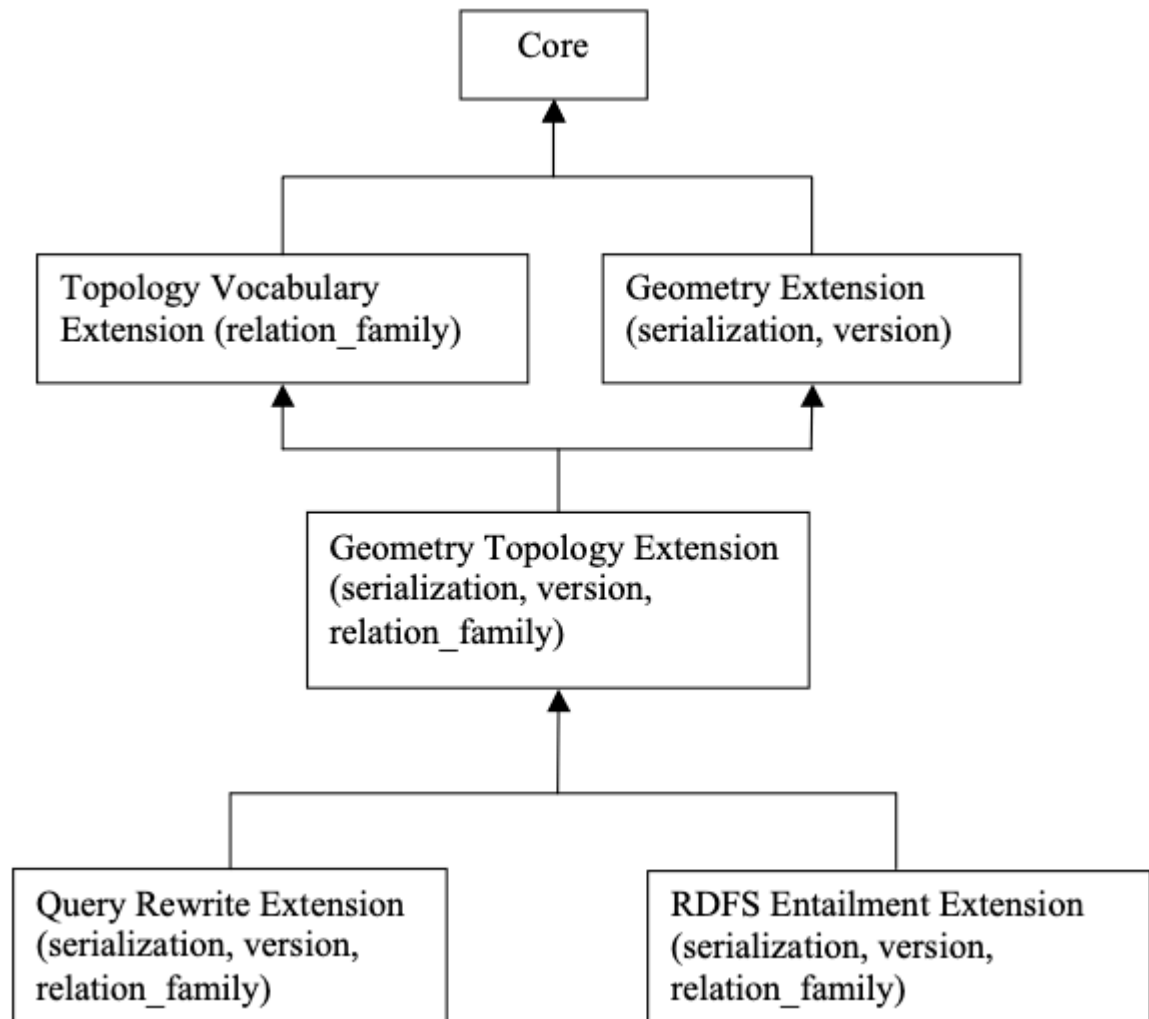 Core
Topology Vocabulary
Extension (relation_family)
Geometry Extension
(serialization, version)
Geometry Topology Extension
(serialization, version,
relation_family)
Query Rewrite Extension
(serialization, version,
relation_family)
RDFS Entailment Extension
(serialization, version,
relation_family)